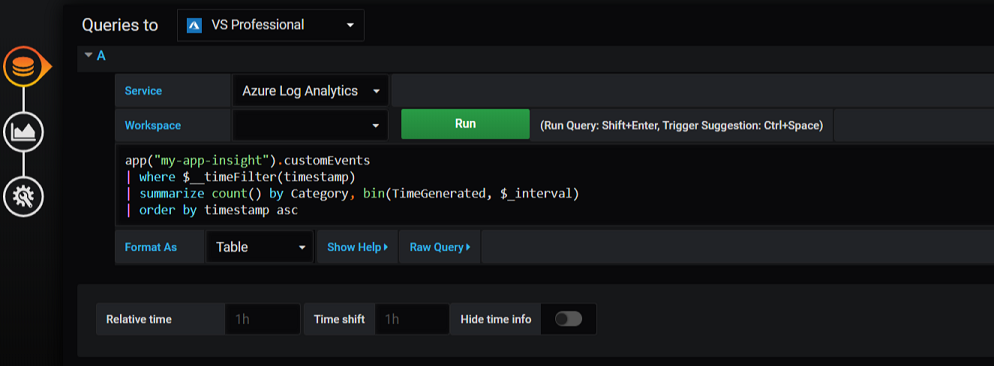 Queries to VS Professional
A
Service Azure Log Analytics
Workspace Run (Run Query: Shift+Enter, Trigger Suggestion: Ctrl+Space)
app("my-app-insight").customEvents
| where $__timeFilter(timestamp)
| summarize count() by Category, bin(TimeGenerated, $_interval)
| order by timestamp asc
Format As Table Show Help Raw Query
Relative time 1h Time shift 1h Hide time info